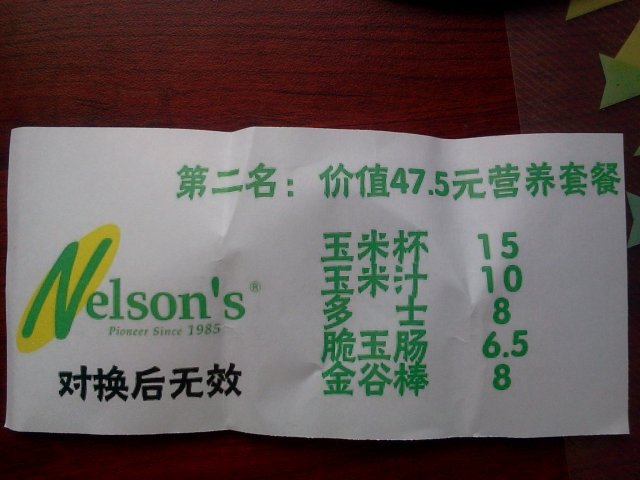 第二名：价值47.5元营养套餐
玉米杯 15
玉米汁 10
多士 8
脆玉肠 6.5
金谷棒 8
Nelson's®
Pioneer Since 1985
对换后无效